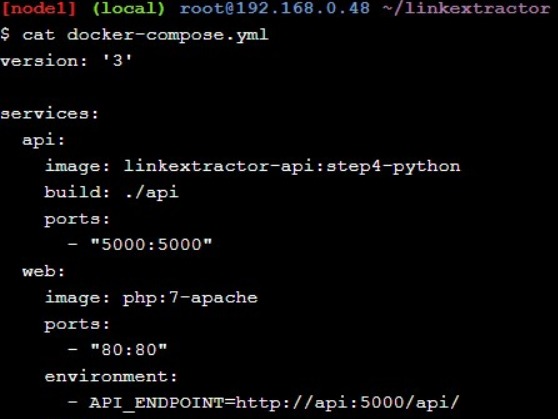 [node1] (local) root@192.168.0.48 ~/linkextractor
$ cat docker-compose.yml
version: '3'

services:
  api:
    image: linkextractor-api:step4-python
    build: ./api
    ports:
      - "5000:5000"
  web:
    image: php:7-apache
    ports:
      - "80:80"
    environment:
      - API_ENDPOINT=http://api:5000/api/